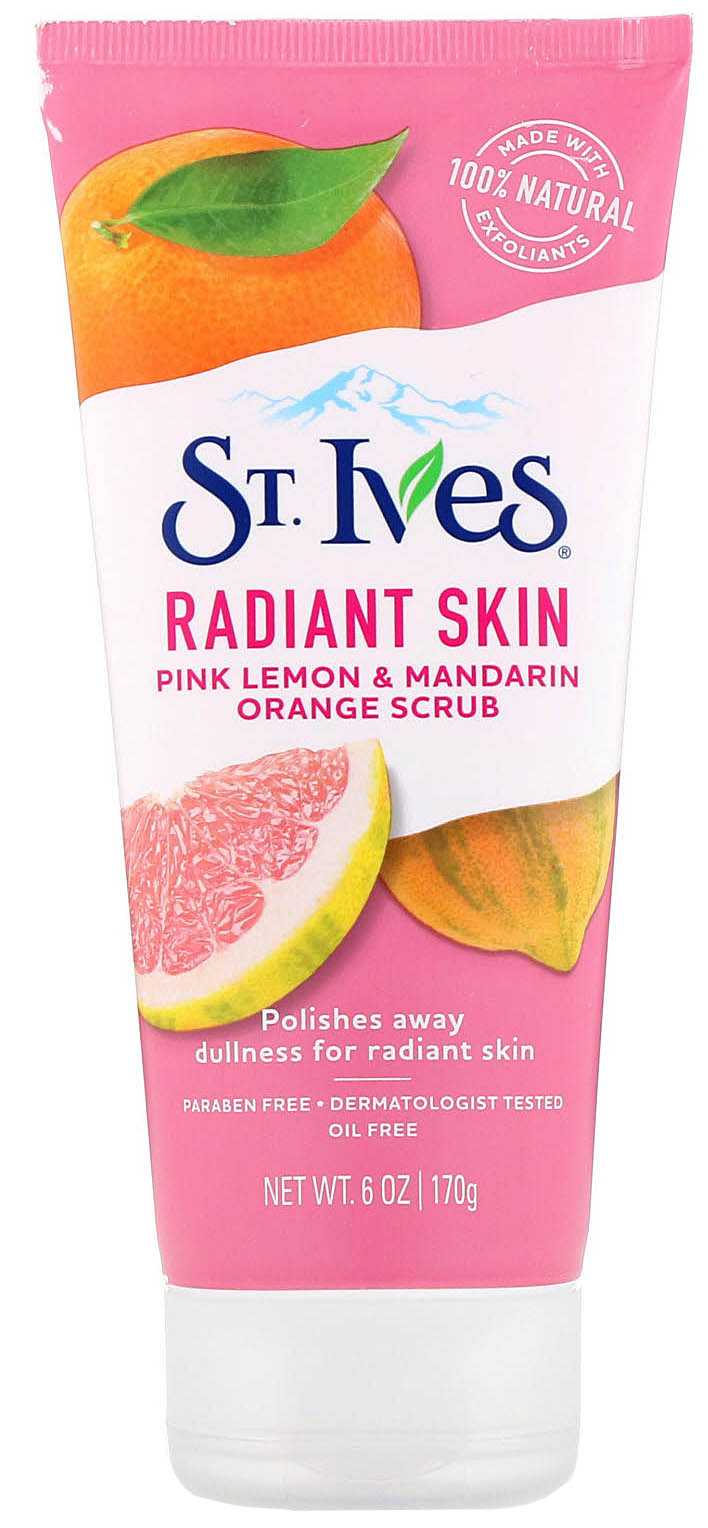 MADE WITH
100% NATURAL
EXFOLIANTS
ST. IVES®
RADIANT SKIN
PINK LEMON & MANDARIN
ORANGE SCRUB
Polishes away
dullness for radiant skin
PARABEN FREE • DERMATOLOGIST TESTED
OIL FREE
NET WT. 6 OZ | 170g